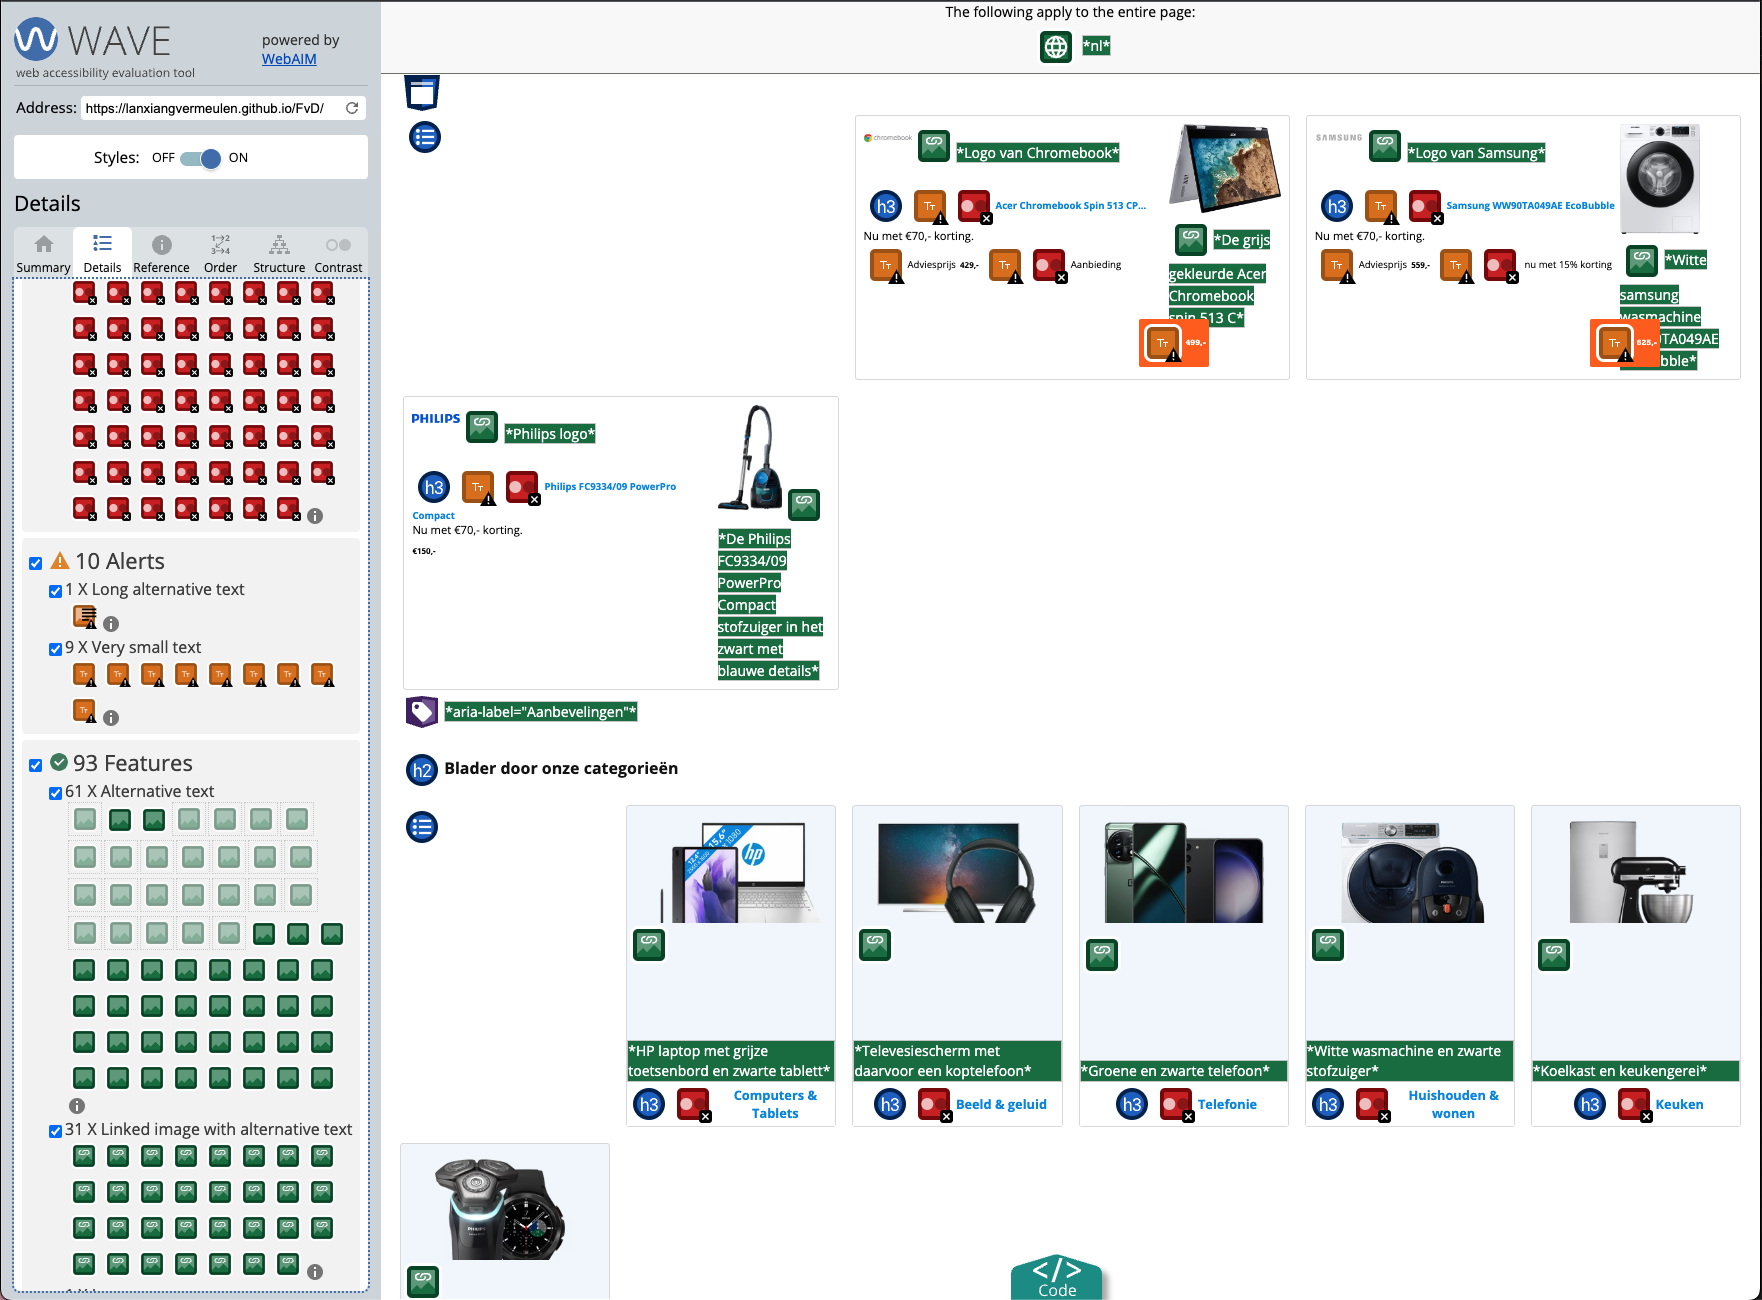 WAVE
powered by
WebAIM
web accessibility evaluation tool
Address: https://lanxiangvermeulen.github.io/FvD/
Styles: OFF ON
Details
Summary Details Reference Order Structure Contrast
10 Alerts
1 X Long alternative text
9 X Very small text
93 Features
61 X Alternative text
31 X Linked image with alternative text
The following apply to the entire page:
*nl*
chromebook
*Logo van Chromebook*
h3 Acer Chromebook Spin 513 CP...
Nu met €70,- korting.
Adviesprijs 429,- Aanbieding
*De grijs
gekleurde Acer
Chromebook
spin 513 C*
499,-
SAMSUNG
*Logo van Samsung*
h3 Samsung WW90TA049AE EcoBubble
Nu met €70,- korting.
Adviesprijs 559,- nu met 15% korting
*Witte
samsung
wasmachine
TA049AE
bble*
625,-
PHILIPS
*Philips logo*
h3 Philips FC9334/09 PowerPro
Compact
Nu met €70,- korting.
€150,-
*De Philips
FC9334/09
PowerPro
Compact
stofzuiger in het
zwart met
blauwe details*
*aria-label="Aanbevelingen"*
h2 Blader door onze categorieën
15,6"
hp
*HP laptop met grijze
toetsenbord en zwarte tablett*
h3 Computers &
Tablets
*Televesiescherm met
daarvoor een koptelefoon*
h3 Beeld & geluid
*Groene en zwarte telefoon*
h3 Telefonie
*Witte wasmachine en zwarte
stofzuiger*
h3 Huishouden &
wonen
*Koelkast en keukengerei*
h3 Keuken
PHILIPS
</> Code